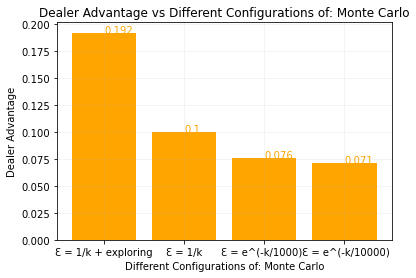 Dealer Advantage vs Different Configurations of: Monte Carlo
0.200
0.175
0.150
0.125
0.100
0.075
0.050
0.025
0.000
Dealer Advantage
0.192
0.1
0.076
0.071
Ɛ = 1/k + exploring
Ɛ = 1/k
Ɛ = e^(-k/1000)
Ɛ = e^(-k/10000)
Different Configurations of: Monte Carlo